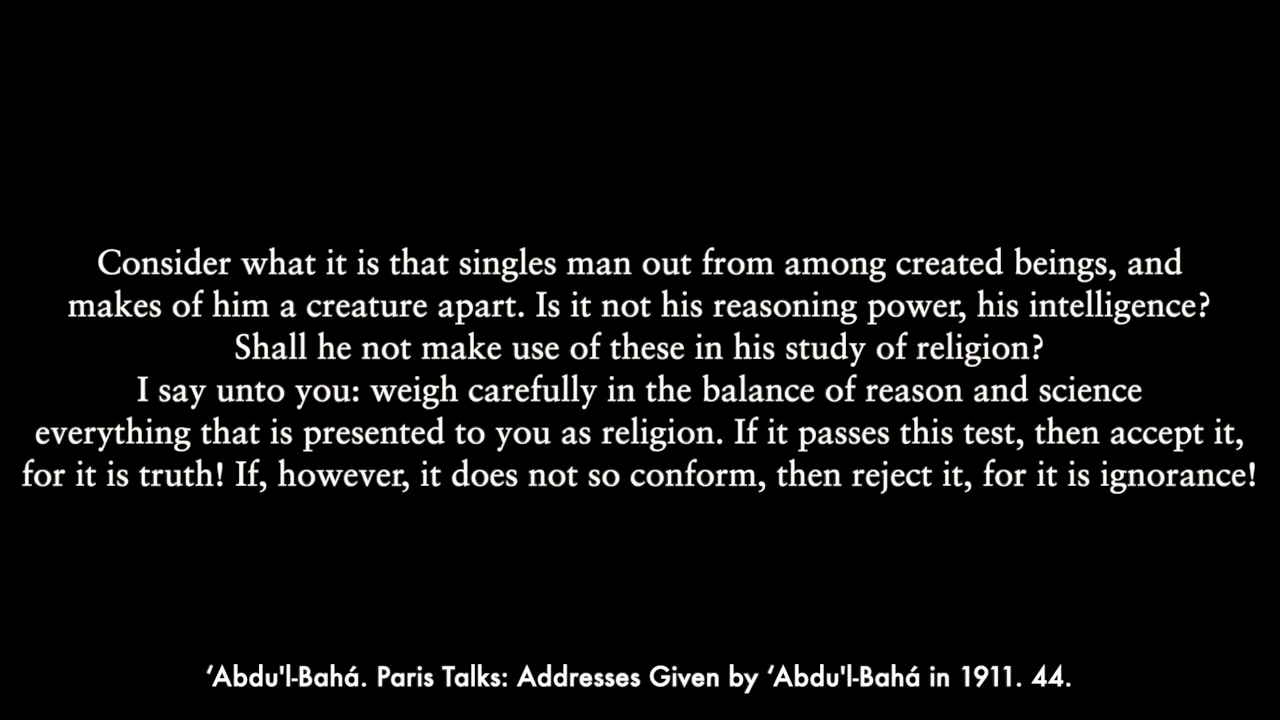 Consider what it is that singles man out from among created beings, and
makes of him a creature apart. Is it not his reasoning power, his intelligence?
Shall he not make use of these in his study of religion?
I say unto you: weigh carefully in the balance of reason and science
everything that is presented to you as religion. If it passes this test, then accept it,
for it is truth! If, however, it does not so conform, then reject it, for it is ignorance!
‘Abdu'l-Bahá. Paris Talks: Addresses Given by ‘Abdu'l-Bahá in 1911. 44.